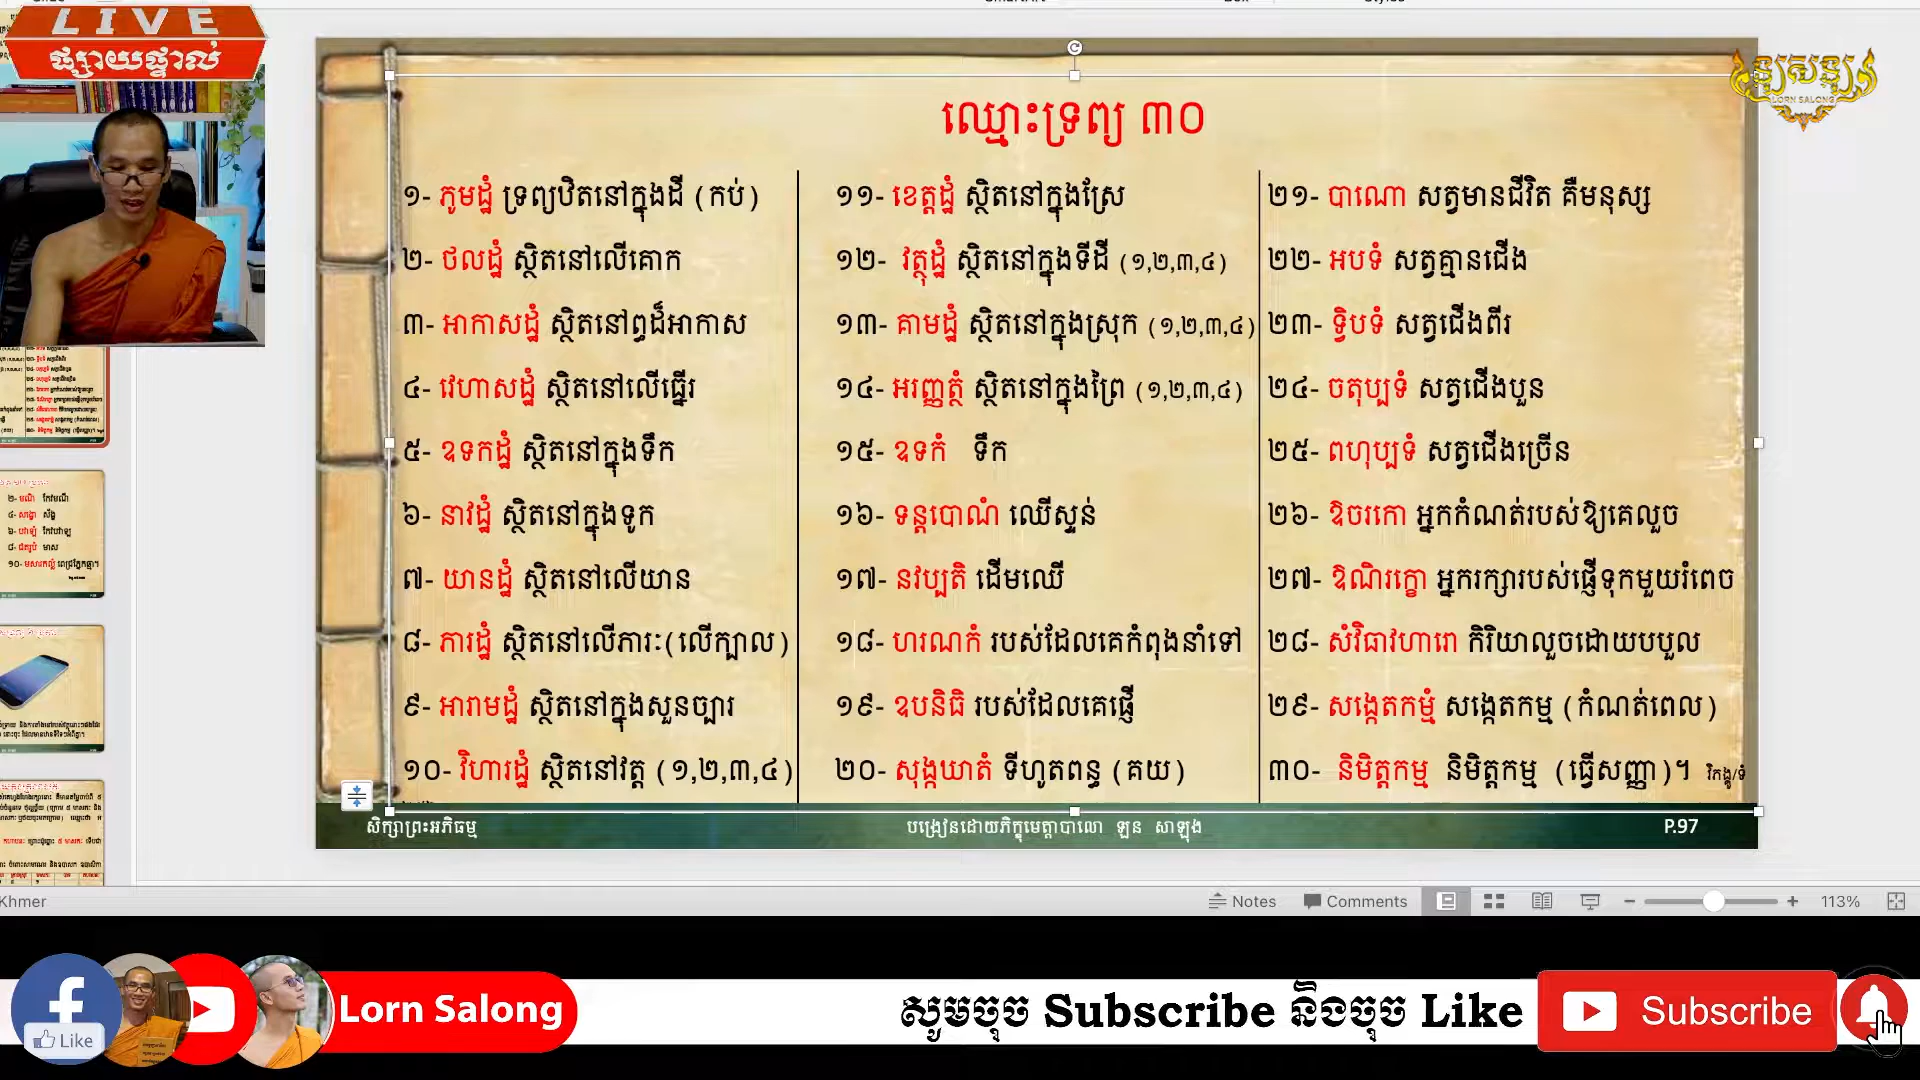 LIVE
ផ្សាយផ្ទាល់
LORN SALONG
ឈ្មោះទ្រព្យ ៣០
១- ភូមដ្ឋំ ទ្រព្យឋិតនៅក្នុងដី (កប់)
២- ថលដ្ឋំ ស្ថិតនៅលើគោក
៣- អាកាសដ្ឋំ ស្ថិតនៅឰដ៏អាកាស
៤- វេហាសដ្ឋំ ស្ថិតនៅលើធ្នើរ
៥- ឧទកដ្ឋំ ស្ថិតនៅក្នុងទឹក
៦- នាវដ្ឋំ ស្ថិតនៅក្នុងទូក
៧- យានដ្ឋំ ស្ថិតនៅលើយាន
៨- ភារដ្ឋំ ស្ថិតនៅលើភារៈ(លើក្បាល)
៩- អារាមដ្ឋំ ស្ថិតនៅក្នុងសួនច្បារ
១០- វិហារដ្ឋំ ស្ថិតនៅវត្ត (១,២,៣,៤)
១១- ខេត្តដ្ឋំ ស្ថិតនៅក្នុងស្រែ
១២- វត្ថុដ្ឋំ ស្ថិតនៅក្នុងទីដី (១,២,៣,៤)
១៣- គាមដ្ឋំ ស្ថិតនៅក្នុងស្រុក (១,២,៣,៤)
១៤- អរញ្ញត្ថំ ស្ថិតនៅក្នុងព្រៃ (១,២,៣,៤)
១៥- ឧទកំ ទឹក
១៦- ទន្តបោណំ ឈើស្ទន់
១៧- នវប្បតិ ដើមឈើ
១៨- ហរណកំ របស់ដែលគេកំពុងនាំទៅ
១៩- ឧបនិធិ របស់ដែលគេផ្ញើ
២០- សុង្កឃាតំ ទីហូតពន្ធ (គយ)
២១- បាណោ សត្វមានជីវិត គឺមនុស្ស
២២- អបទំ សត្វគ្មានជើង
២៣- ទ្វិបទំ សត្វជើងពីរ
២៤- ចតុប្បទំ សត្វជើងបួន
២៥- ពហុប្បទំ សត្វជើងច្រើន
២៦- ឱចរកោ អ្នកកំណត់របស់ឱ្យគេលួច
២៧- ឱណិរក្ខោ អ្នករក្សារបស់ផ្ញើទុកមួយរំពេច
២៨- សំវិធាវហារោ កិរិយាលួចដោយបបួល
២៩- សង្កេតកម្មំ សង្កេតកម្ម (កំណត់ពេល)
៣០- និមិត្តកម្ម និមិត្តកម្ម (ធ្វើសញ្ញា)។
សិក្សាព្រះអភិធម្ម
បង្រៀនដោយភិក្ខុមេត្តាបាលោ ឡន សាឡុង
P.97
Khmer
Notes
Comments
113%
Like
Lorn Salong
សូមចុច Subscribe និងចុច Like
Subscribe